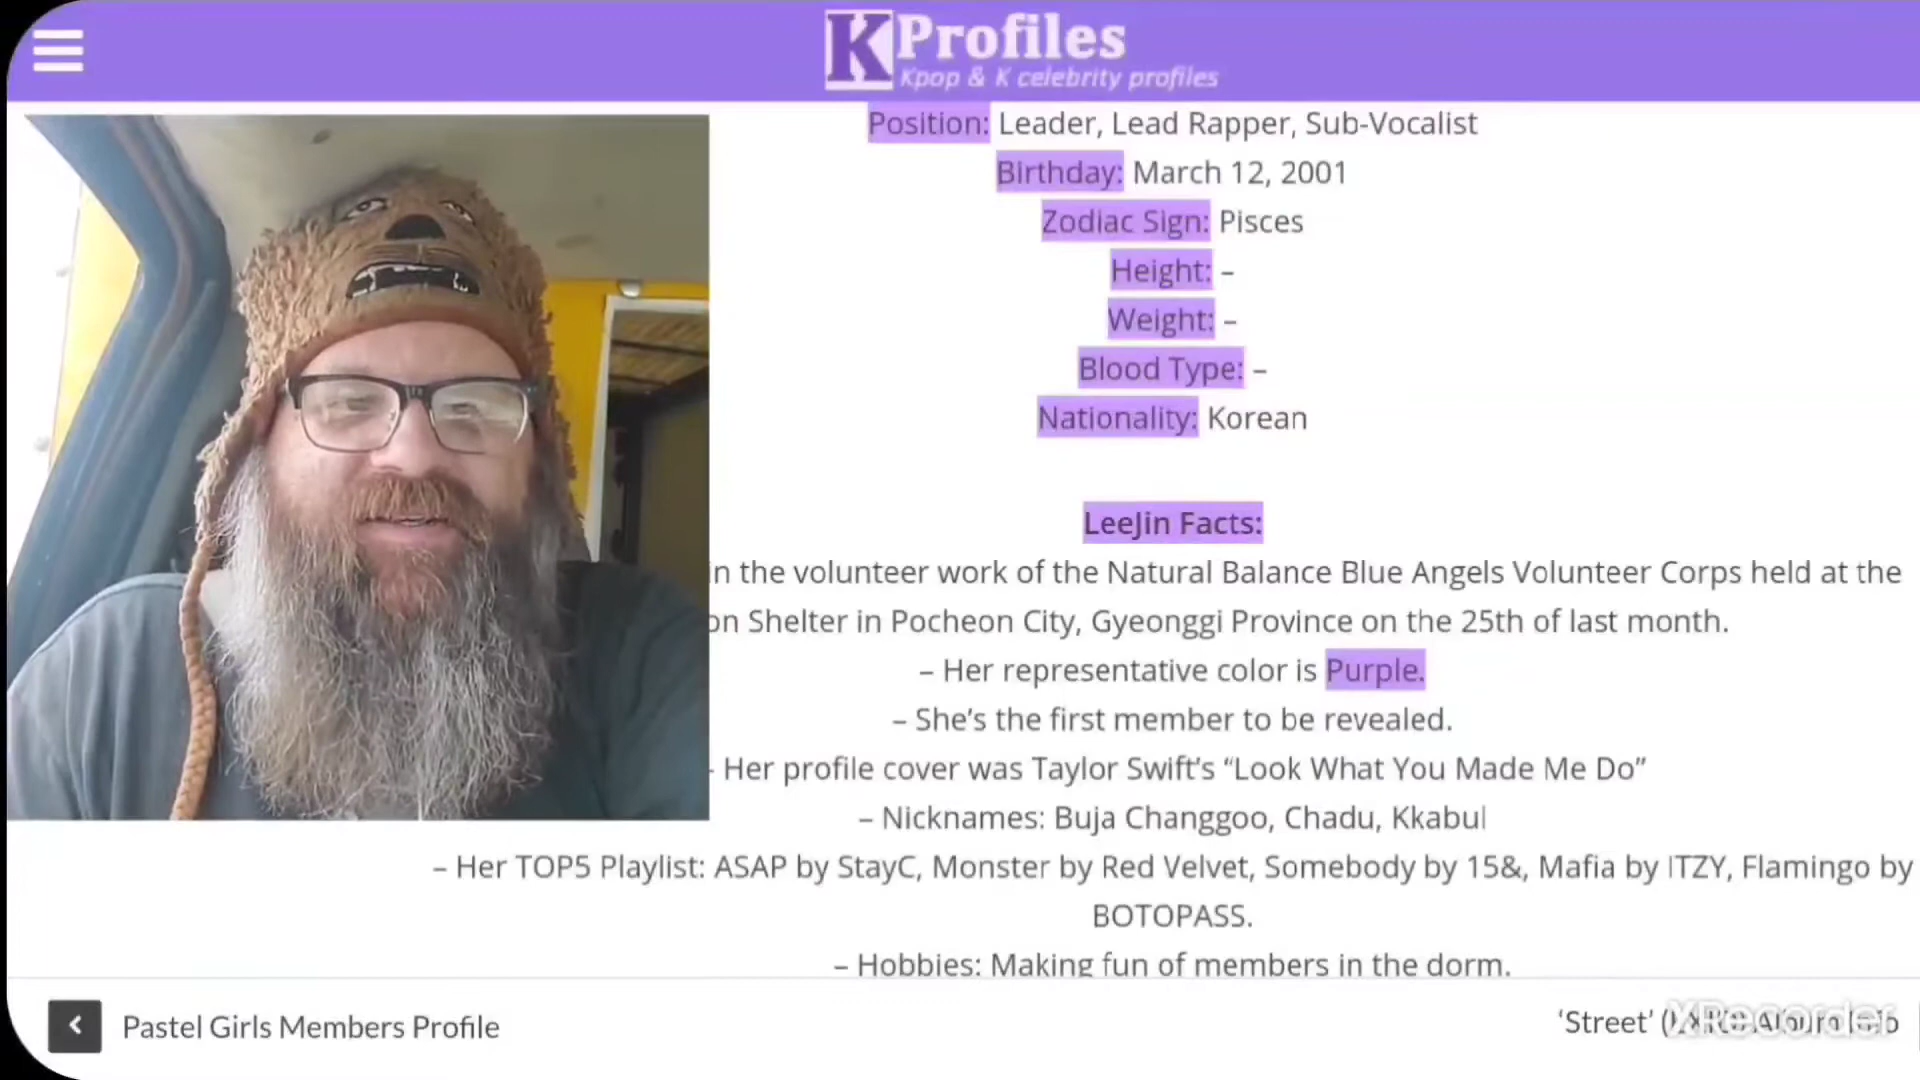 KProfiles
Kpop & K celebrity profiles
Position: Leader, Lead Rapper, Sub-Vocalist
Birthday: March 12, 2001
Zodiac Sign: Pisces
Height: –
Weight: –
Blood Type: –
Nationality: Korean
LeeJin Facts:
in the volunteer work of the Natural Balance Blue Angels Volunteer Corps held at the
on Shelter in Pocheon City, Gyeonggi Province on the 25th of last month.
– Her representative color is Purple.
– She’s the first member to be revealed.
- Her profile cover was Taylor Swift’s “Look What You Made Me Do”
– Nicknames: Buja Changgoo, Chadu, Kkabul
– Her TOP5 Playlist: ASAP by StayC, Monster by Red Velvet, Somebody by 15&, Mafia by ITZY, Flamingo by
BOTOPASS.
– Hobbies: Making fun of members in the dorm.
Pastel Girls Members Profile
‘Street’ Album Info
XRecorder